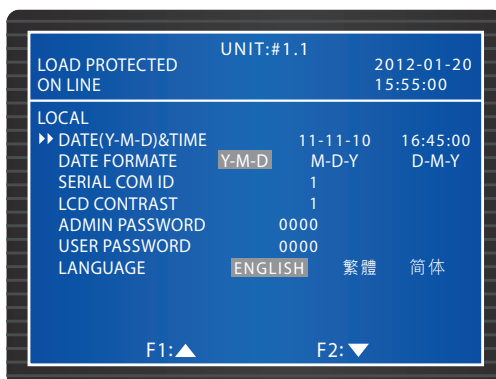 UNIT:#1.1
LOAD PROTECTED 2012-01-20
ON LINE 15:55:00
LOCAL
DATE(Y-M-D)&TIME 11-11-10 16:45:00
DATE FORMATE Y-M-D M-D-Y D-M-Y
SERIAL COM ID 1
LCD CONTRAST 1
ADMIN PASSWORD 0000
USER PASSWORD 0000
LANGUAGE ENGLISH 繁體 简体
F1: F2: